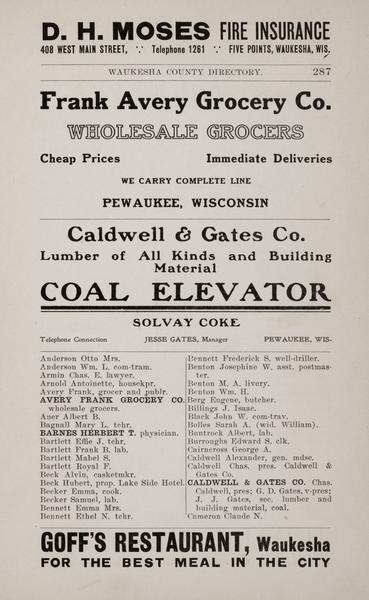 D. H. MOSES FIRE INSURANCE
408 WEST MAIN STREET, ∵ Telephone 1261 ∵ FIVE POINTS, WAUKESHA, WIS.
WAUKESHA COUNTY DIRECTORY. 287
Frank Avery Grocery Co.
WHOLESALE GROCERS
Cheap Prices Immediate Deliveries
WE CARRY COMPLETE LINE
PEWAUKEE, WISCONSIN
Caldwell & Gates Co.
Lumber of All Kinds and Building
Material
COAL ELEVATOR
SOLVAY COKE
Telephone Connection JESSE GATES, Manager PEWAUKEE, WIS-
Anderson Otto Mrs.
Anderson Wm. L. com-tram.
Armin Chas. E. lawyer.
Arnold Antoinette, housekpr.
Avery Frank, grocer and publr.
AVERY FRANK GROCERY CO.
wholesale grocers.
Auer Albert B.
Bagnall Mary L. tehr.
BARNES HERBERT T. physician.
Bartlett Effie J. tchr.
Bartlett Frank B. lab.
Bartlett Mabel S.
Bartlett Royal F.
Beck Alvin, casketmkr.
Beck Hubert, prop. Lake Side Hotel.
Becker Emma, cook.
Becker Samuel, lab.
Bennett Emma Mrs.
Bennett Ethel N. tchr.
Bennett Frederick S. well-driller.
Benton Josephine W. asst. postmas-
ter.
Benton M. A. livery.
Benton Wm. H.
Berg Eugene, butcher.
Billings J. Isaac.
Black John W. com-trav.
Bolles Sarah A. (wid. William).
Buntrock Albert, lab.
Burroughs Edward S. clk.
Cairncross George A.
Caldwell Alexander, gen. mdse.
Caldwell Chas. pres. Caldwell &
Gates Co.
CALDWELL & GATES CO. Chas.
Caldwell, pres; G. D. Gates, v-pres;
J. J. Gates, sec. lumber and
building material, coal.
Cameron Claude N.
GOFF'S RESTAURANT, Waukesha
FOR THE BEST MEAL IN THE CITY